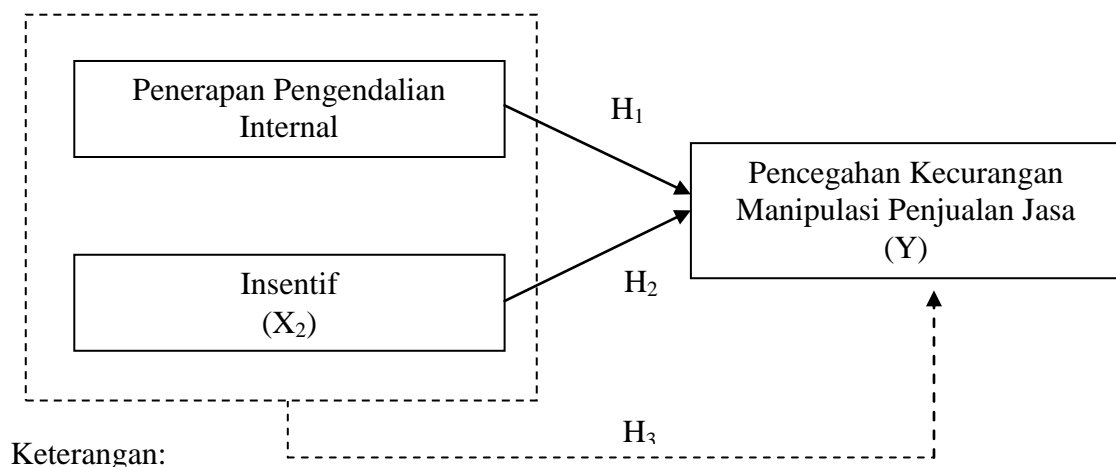 Penerapan Pengendalian
Internal
H₁
Pencegahan Kecurangan
Manipulasi Penjualan Jasa
(Y)
Insentif
(X₂)
H₂
H₃
Keterangan: